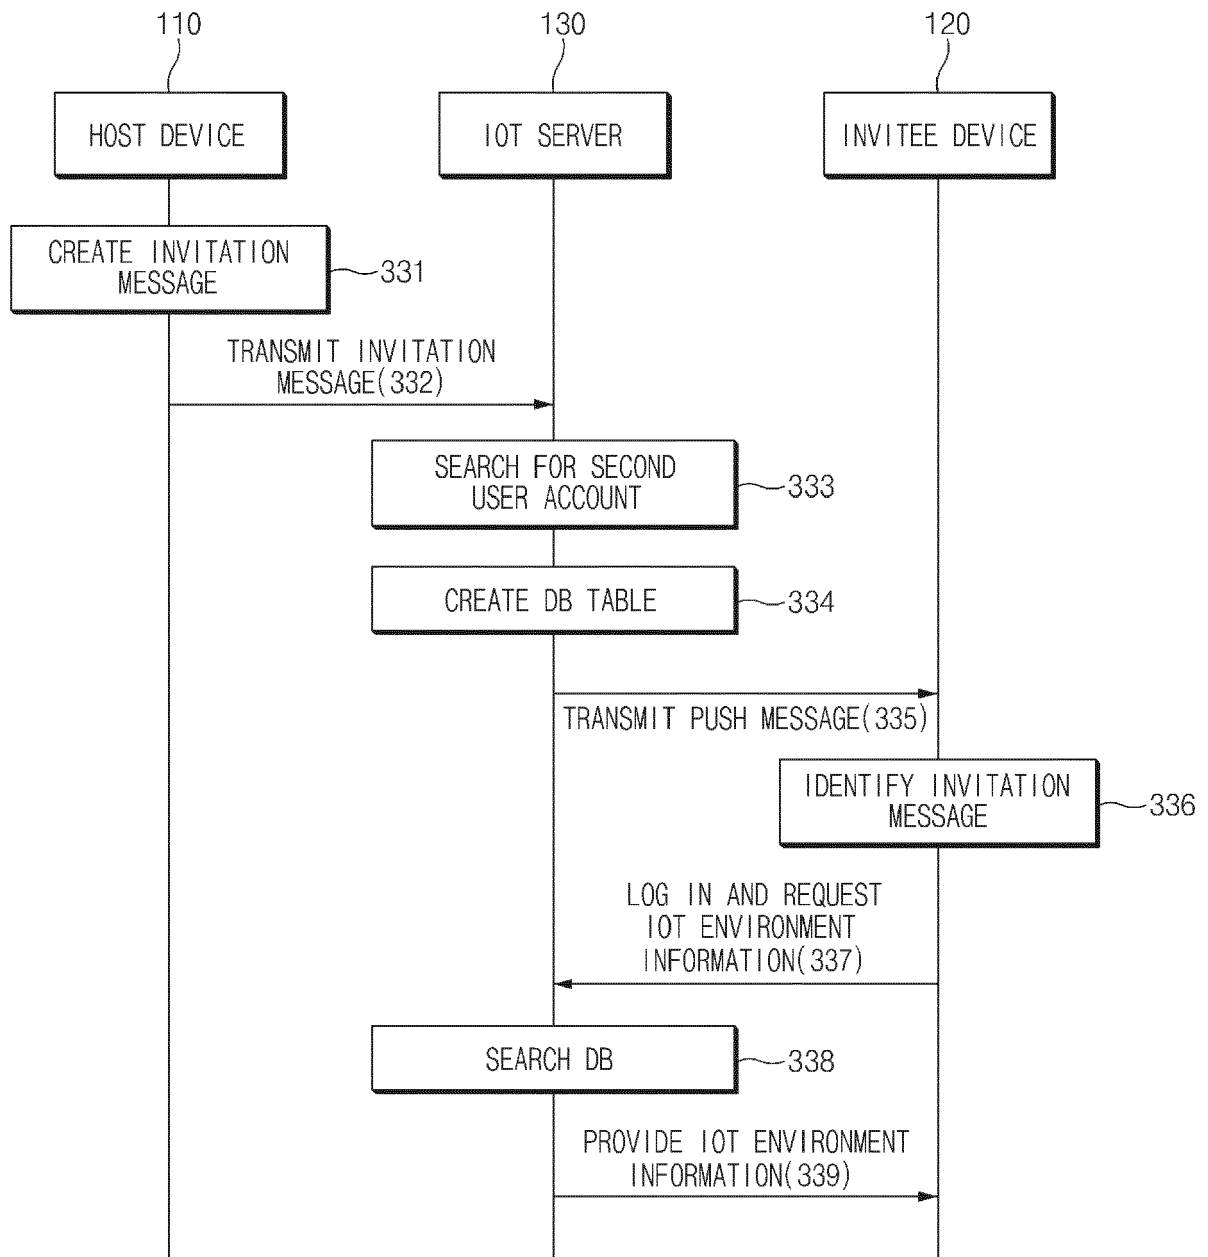 110
130
120
HOST DEVICE
IOT SERVER
INVITEE DEVICE
CREATE INVITATION
MESSAGE
331
TRANSMIT INVITATION
MESSAGE(332)
SEARCH FOR SECOND
USER ACCOUNT
333
CREATE DB TABLE
334
TRANSMIT PUSH MESSAGE(335)
IDENTIFY INVITATION
MESSAGE
336
LOG IN AND REQUEST
IOT ENVIRONMENT
INFORMATION(337)
SEARCH DB
338
PROVIDE IOT ENVIRONMENT
INFORMATION(339)